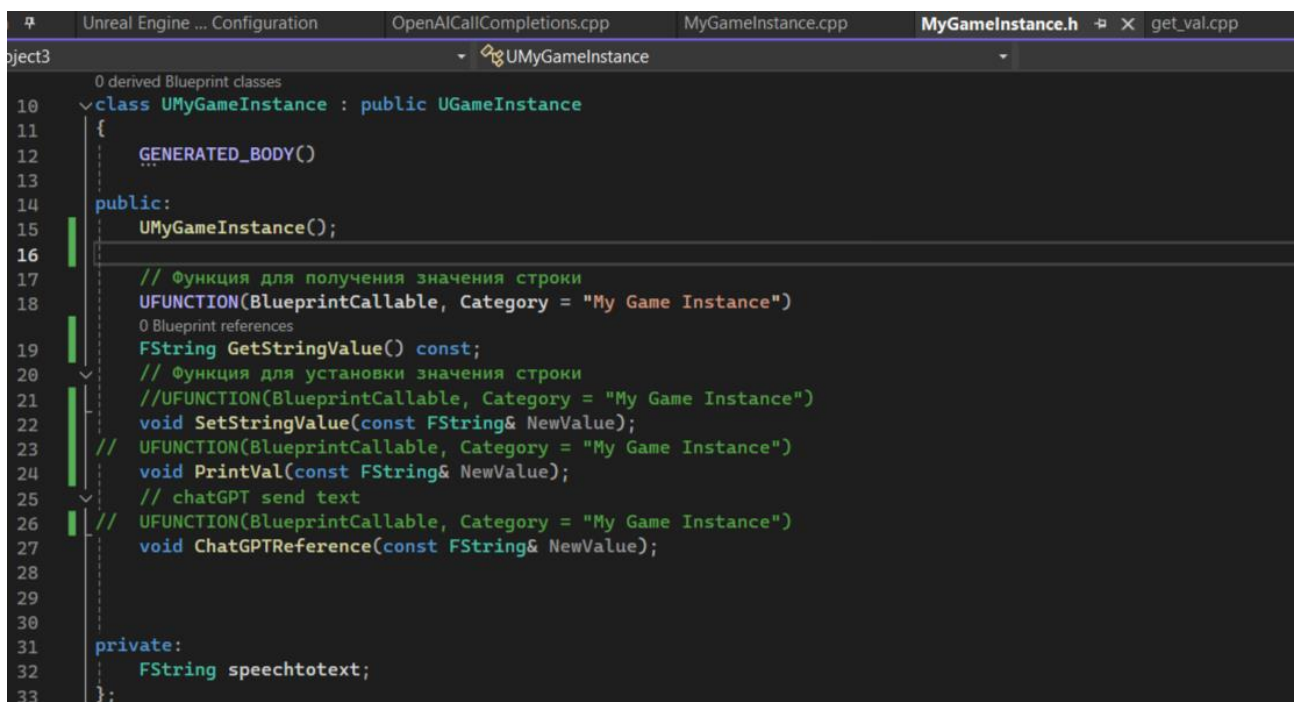 Unreal Engine ... Configuration OpenAICallCompletions.cpp MyGameInstance.cpp MyGameInstance.h get_val.cpp
oject3 UMyGameInstance
0 derived Blueprint classes
10 class UMyGameInstance : public UGameInstance
11 {
12 GENERATED_BODY()
13
14 public:
15 UMyGameInstance();
16
17 // Функция для получения значения строки
18 UFUNCTION(BlueprintCallable, Category = "My Game Instance")
0 Blueprint references
19 FString GetStringValue() const;
20 // Функция для установки значения строки
21 //UFUNCTION(BlueprintCallable, Category = "My Game Instance")
22 void SetStringValue(const FString& NewValue);
23 // UFUNCTION(BlueprintCallable, Category = "My Game Instance")
24 void PrintVal(const FString& NewValue);
25 // chatGPT send text
26 // UFUNCTION(BlueprintCallable, Category = "My Game Instance")
27 void ChatGPTReference(const FString& NewValue);
28
29
30
31 private:
32 FString speechtotext;
33 };